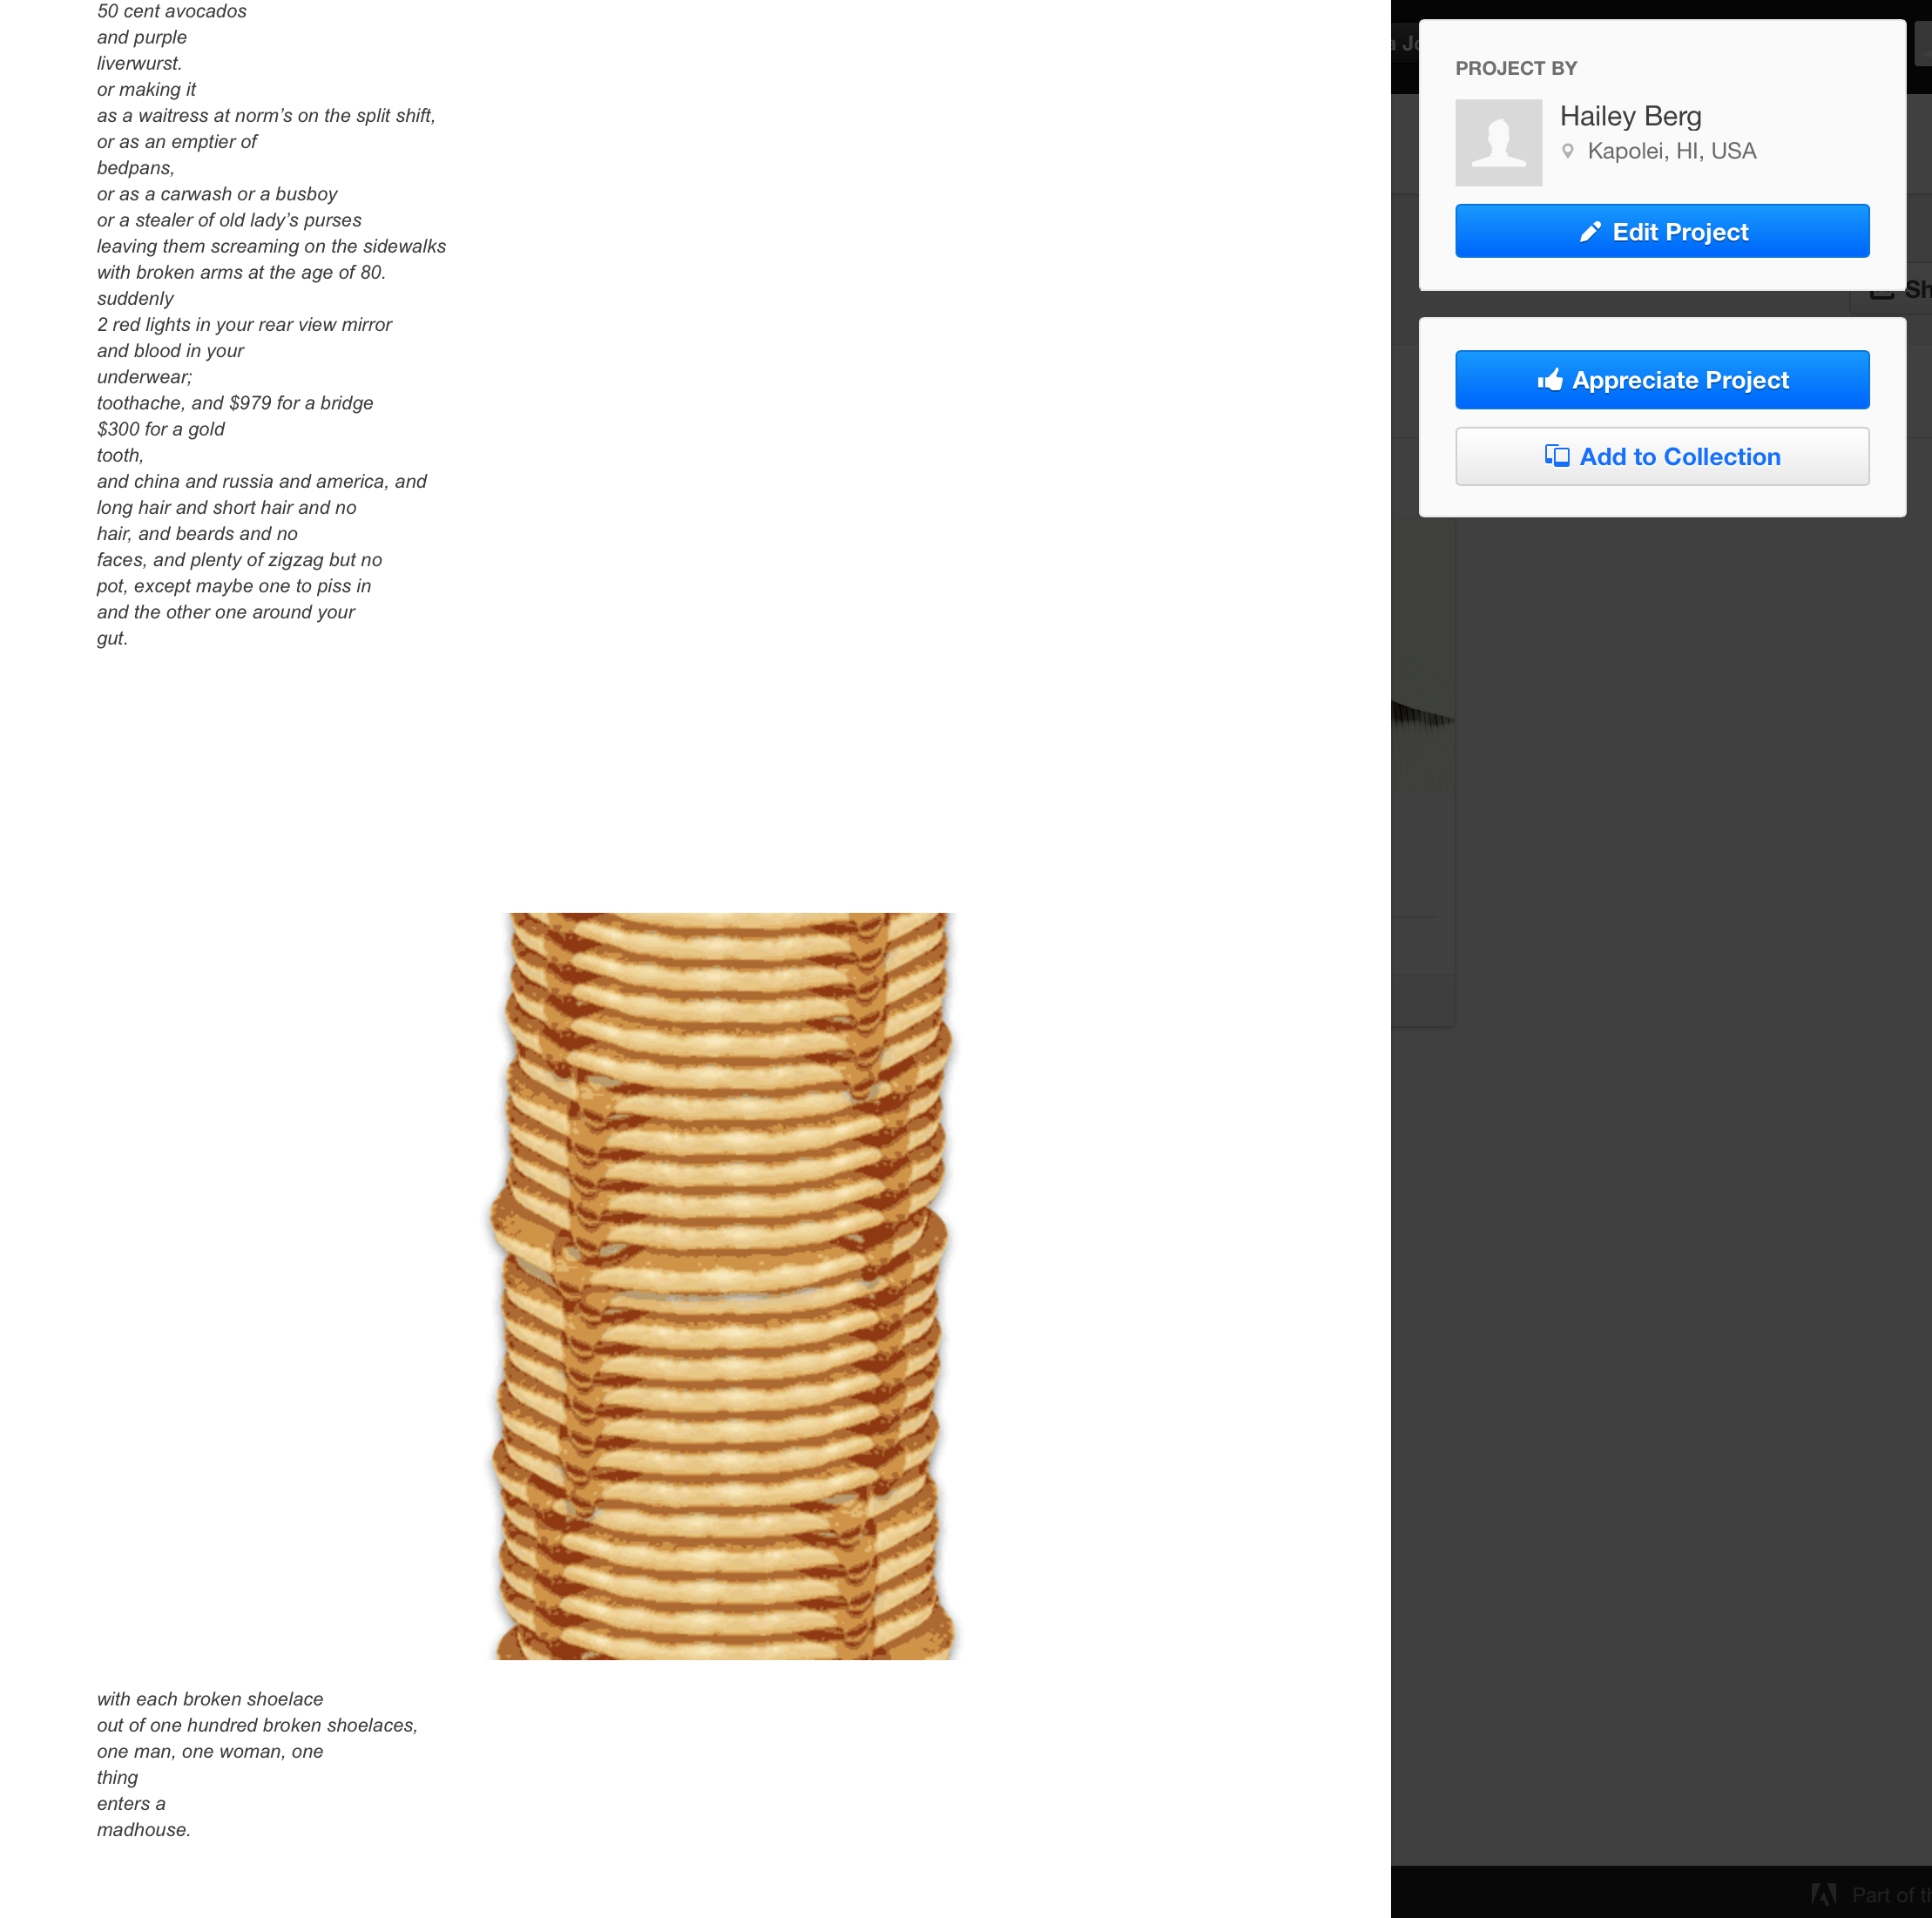 50 cent avocados
and purple
liverwurst.
or making it
as a waitress at norm’s on the split shift,
or as an emptier of
bedpans,
or as a carwash or a busboy
or a stealer of old lady’s purses
leaving them screaming on the sidewalks
with broken arms at the age of 80.
suddenly
2 red lights in your rear view mirror
and blood in your
underwear;
toothache, and $979 for a bridge
$300 for a gold
tooth,
and china and russia and america, and
long hair and short hair and no
hair, and beards and no
faces, and plenty of zigzag but no
pot, except maybe one to piss in
and the other one around your
gut.
with each broken shoelace
out of one hundred broken shoelaces,
one man, one woman, one
thing
enters a
madhouse.
PROJECT BY
Hailey Berg
Kapolei, HI, USA
Edit Project
Appreciate Project
Add to Collection
Part of